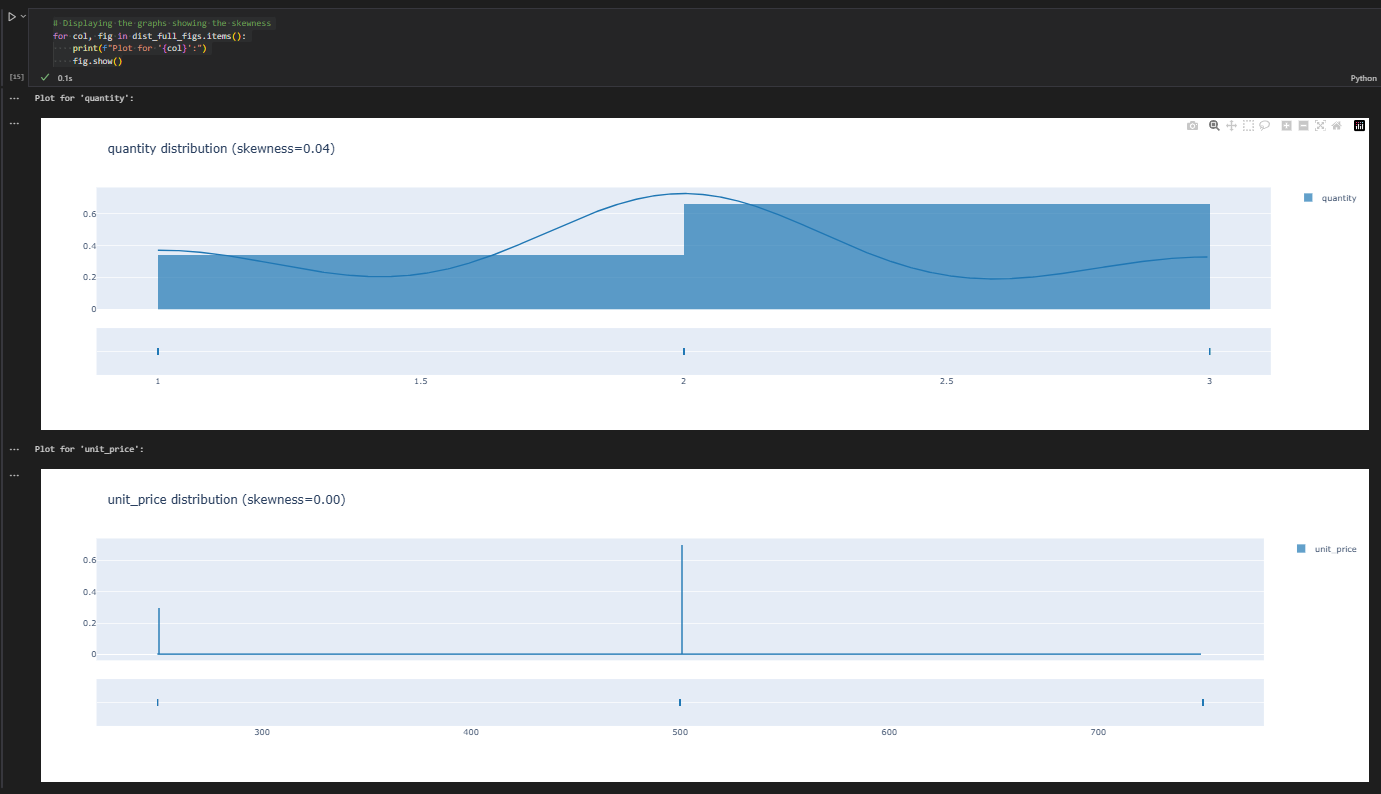 # Displaying the graphs showing the skewness
for col, fig in dist_full_figs.items():
    print(f"Plot for '{col}':")
    fig.show()
[15]
0.1s
Python
Plot for 'quantity':
quantity distribution (skewness=0.04)
quantity
0.6
0.4
0.2
0
1 1.5 2 2.5 3
Plot for 'unit_price':
unit_price distribution (skewness=0.00)
unit_price
0.6
0.4
0.2
0
300 400 500 600 700